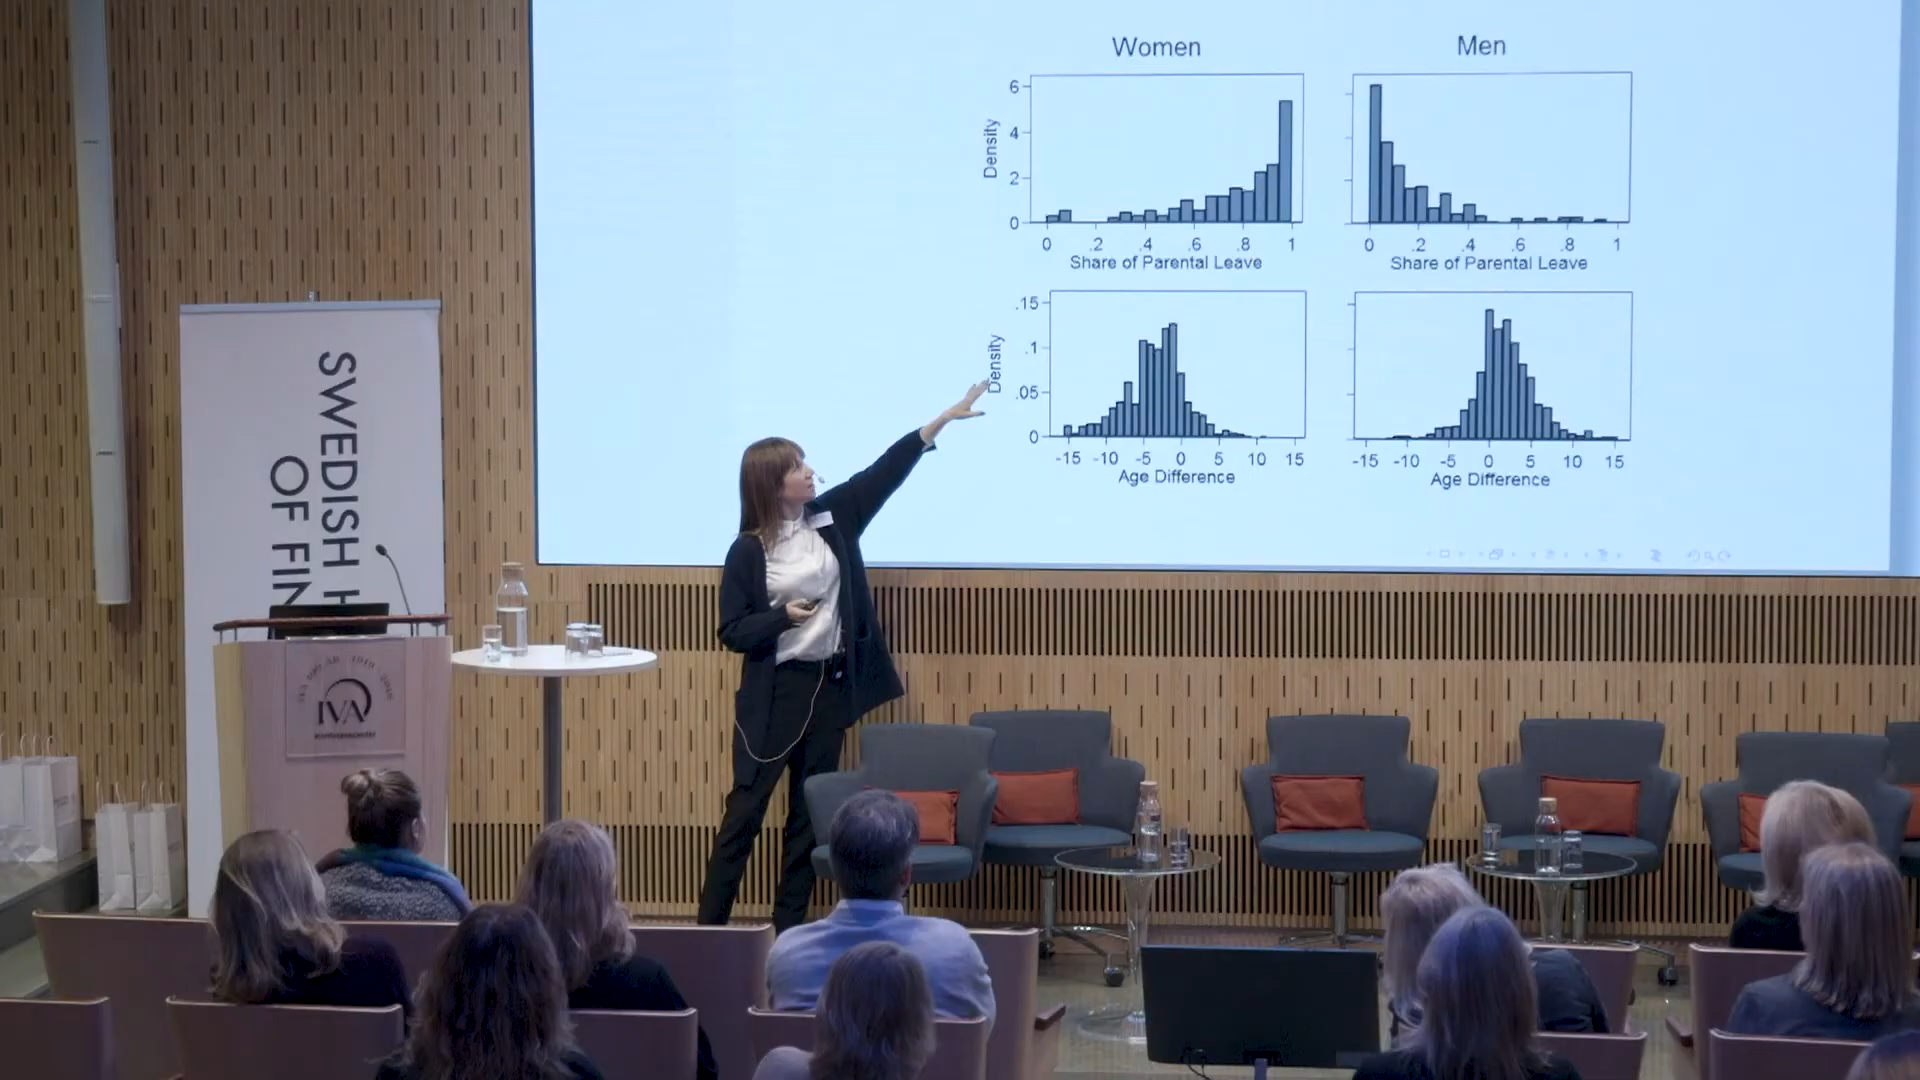 Women
Men
6
4
2
0
Density
0 .2 .4 .6 .8 1
Share of Parental Leave
0 .2 .4 .6 .8 1
Share of Parental Leave
.15
.1
.05
0
Density
-15 -10 -5 0 5 10 15
Age Difference
-15 -10 -5 0 5 10 15
Age Difference
SWEDISH H
OF FIN
IVA